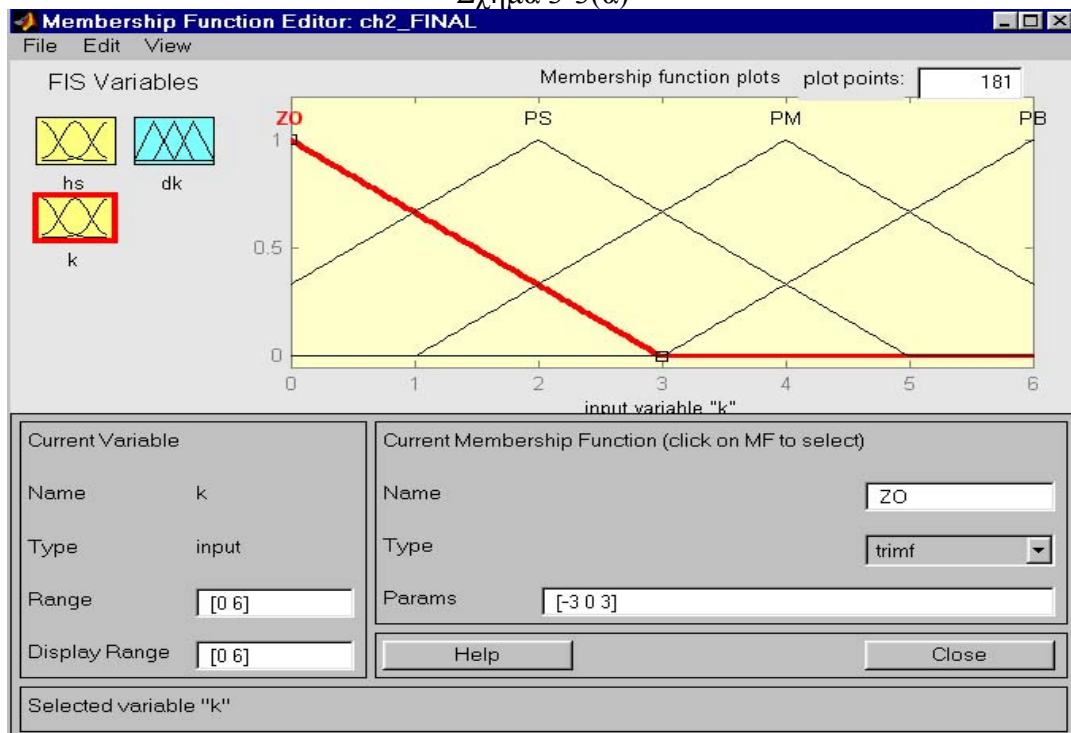 Σχήμα 3-3(α)
Membership Function Editor: ch2_FINAL
File Edit View
FIS Variables
Membership function plots plot points: 181
ZO PS PM PB
hs dk
k
1
0.5
0
0 1 2 3 4 5 6
input variable "k"
Current Variable
Name k
Type input
Range [0 6]
Display Range [0 6]
Current Membership Function (click on MF to select)
Name ZO
Type trimf
Params [-3 0 3]
Help Close
Selected variable "k"